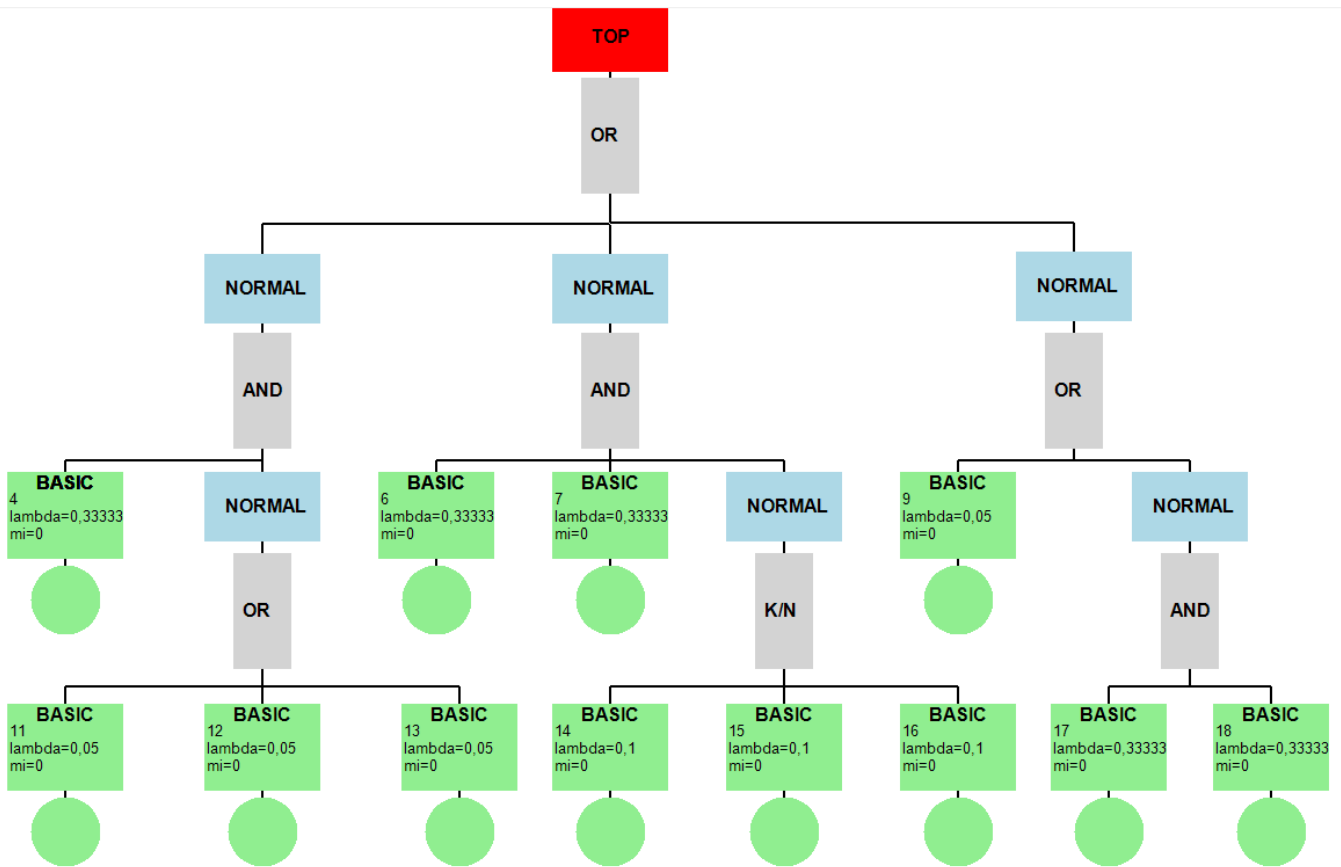 TOP
OR
NORMAL
NORMAL
NORMAL
AND
AND
OR
BASIC
4
lambda=0,33333
mi=0
NORMAL
BASIC
6
lambda=0,33333
mi=0
BASIC
7
lambda=0,33333
mi=0
NORMAL
BASIC
9
lambda=0,05
mi=0
NORMAL
OR
K/N
AND
BASIC
11
lambda=0,05
mi=0
BASIC
12
lambda=0,05
mi=0
BASIC
13
lambda=0,05
mi=0
BASIC
14
lambda=0,1
mi=0
BASIC
15
lambda=0,1
mi=0
BASIC
16
lambda=0,1
mi=0
BASIC
17
lambda=0,33333
mi=0
BASIC
18
lambda=0,33333
mi=0